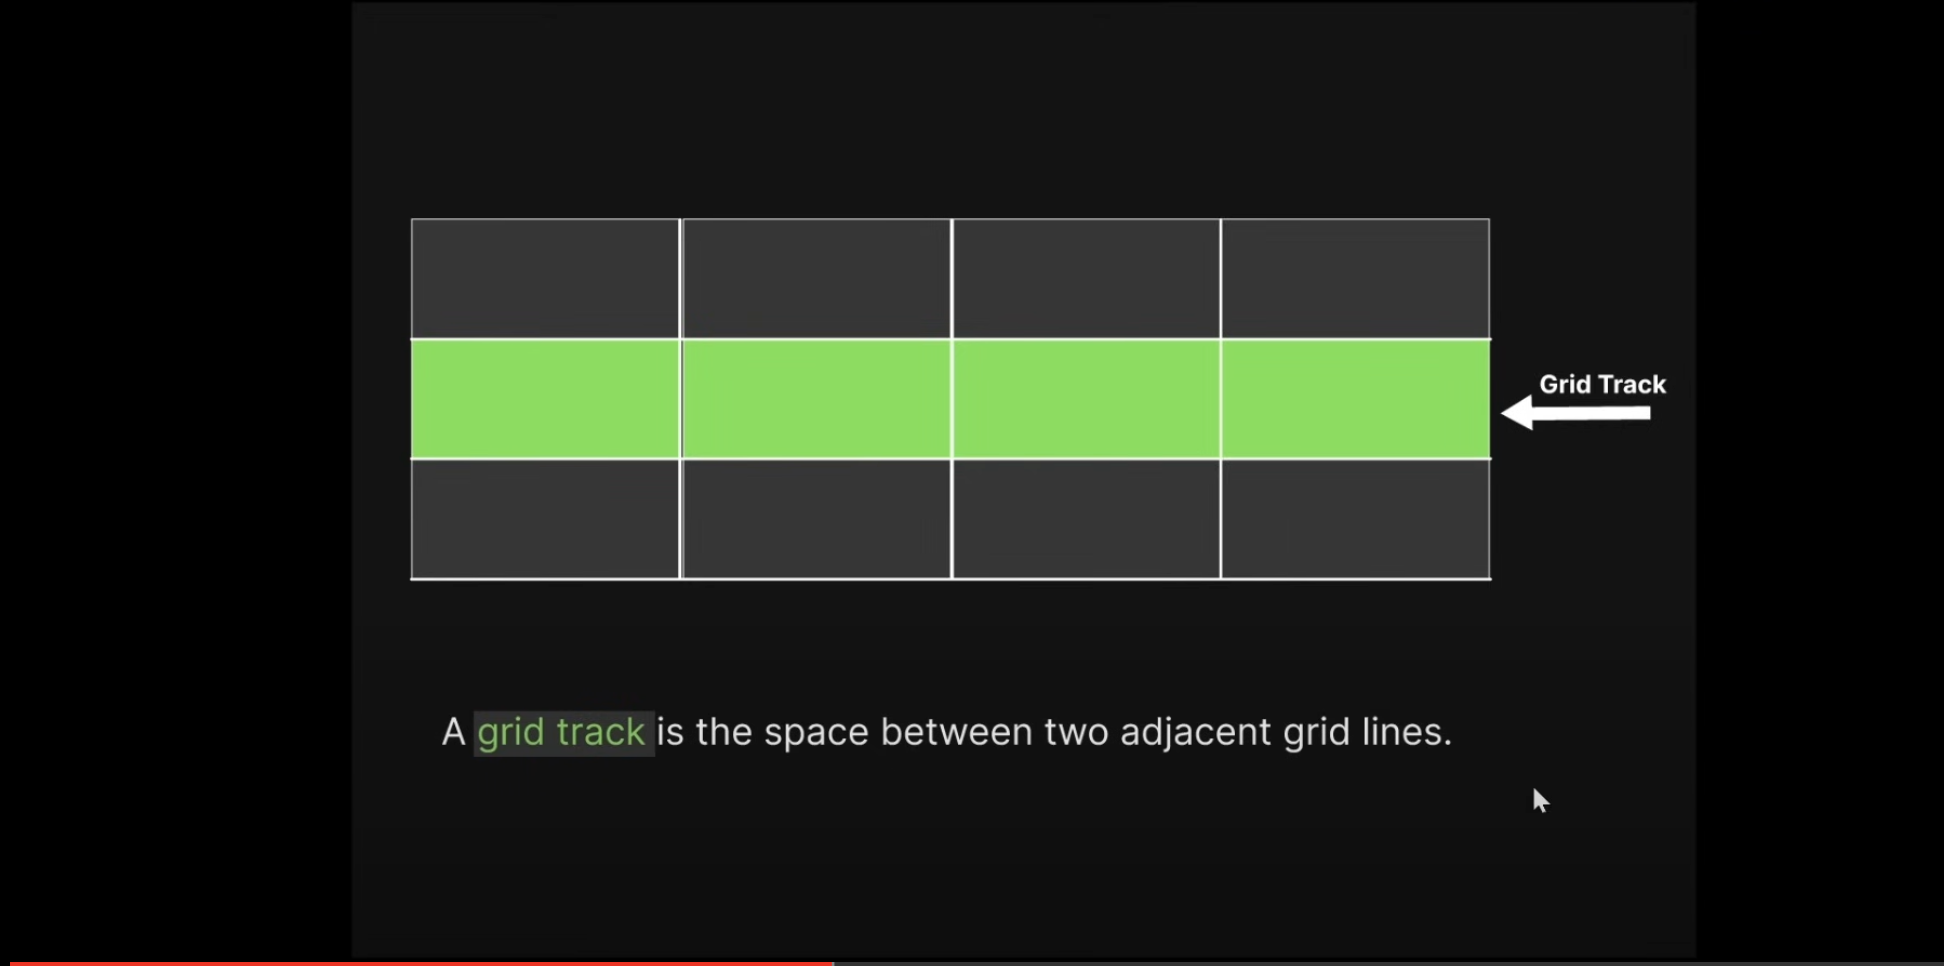 Grid Track
A grid track is the space between two adjacent grid lines.